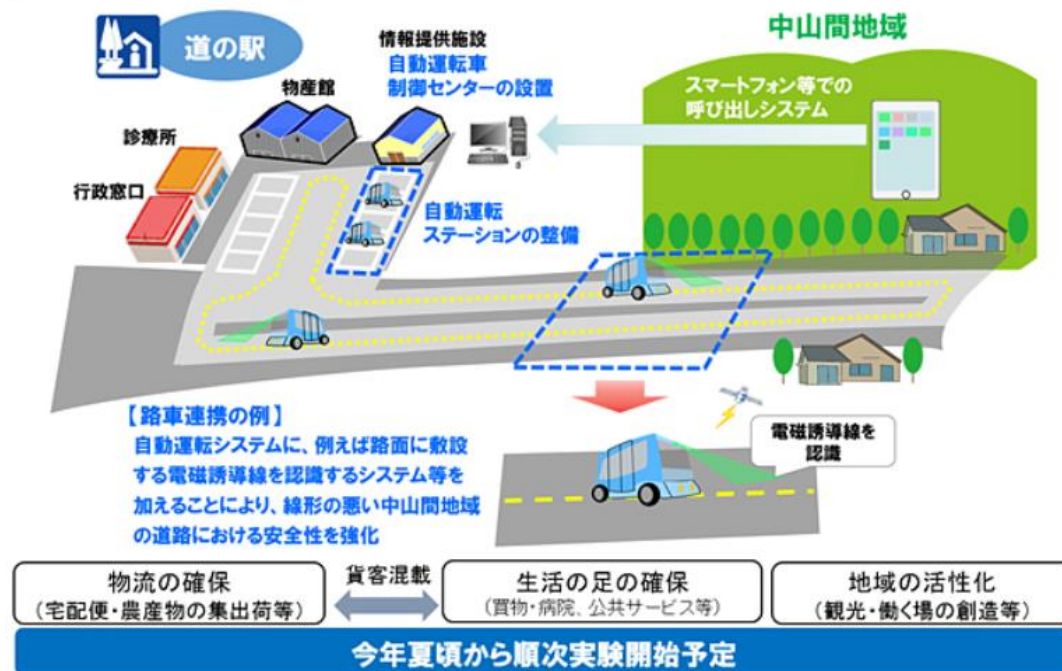 道の駅
情報提供施設
自動運転車
制御センターの設置
物産館
診療所
行政窓口
自動運転
ステーションの整備
中山間地域
スマートフォン等での
呼び出しシステム
【路車連携の例】
自動運転システムに、例えば路面に敷設
する電磁誘導線を認識するシステム等を
加えることにより、線形の悪い中山間地域
の道路における安全性を強化
電磁誘導線を
認識
物流の確保
(宅配便・農産物の集出荷等)
貨客混載
生活の足の確保
(買物・病院、公共サービス等)
地域の活性化
(観光・働く場の創造等)
今年夏頃から順次実験開始予定